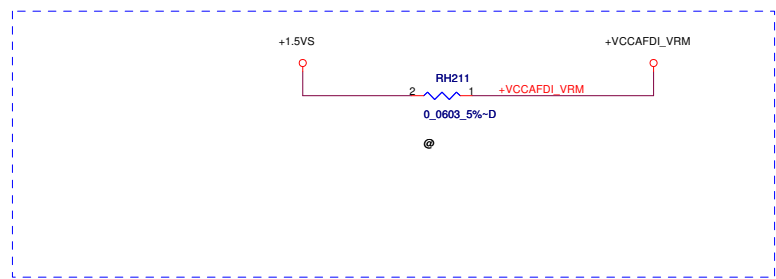 +1.5VS
+VCCAFDI_VRM
RH211
2
1
+VCCAFDI_VRM
0_0603_5%~D
@